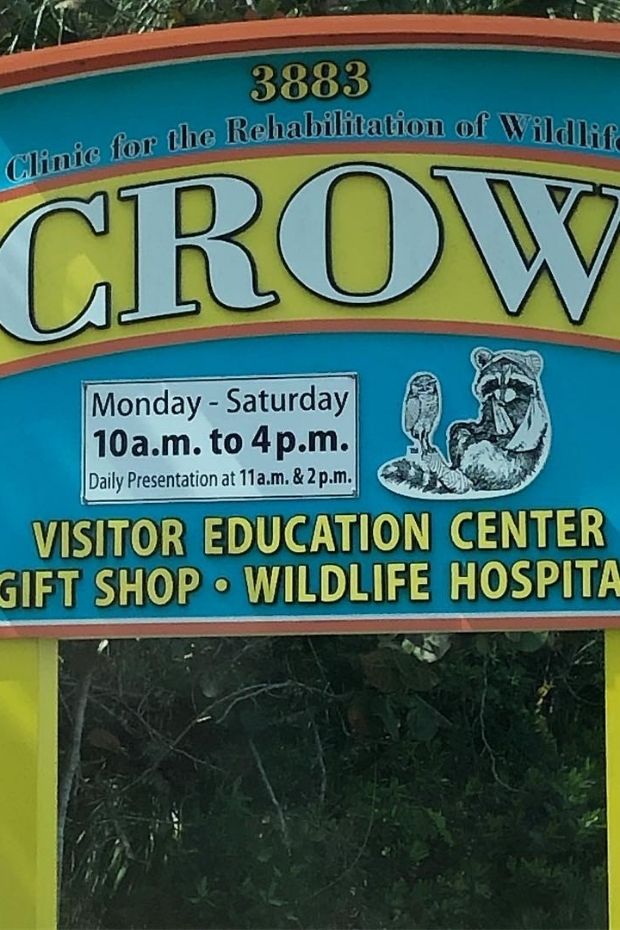 3883
Clinic for the Rehabilitation of Wildlife
CROW
Monday - Saturday
10a.m. to 4p.m.
Daily Presentation at 11a.m. & 2p.m.
VISITOR EDUCATION CENTER
GIFT SHOP • WILDLIFE HOSPITA